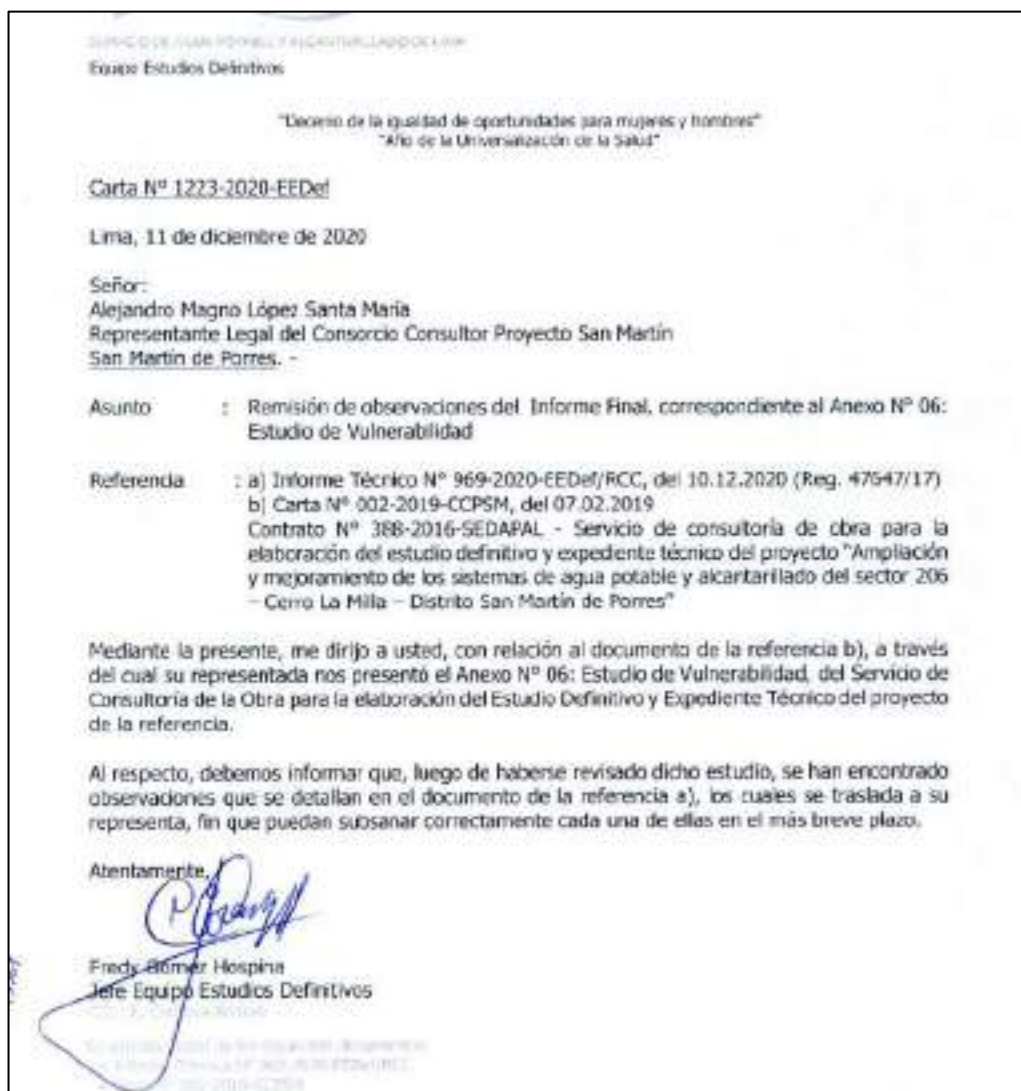 SERVICIO DE AGUA POTABLE Y ALCANTARILLADO DE LIMA
Equipo Estudios Definitivos
"Decenio de la igualdad de oportunidades para mujeres y hombres"
"Año de la Universalización de la Salud"
Carta Nº 1223-2020-EEDef
Lima, 11 de diciembre de 2020
Señor:
Alejandro Magno López Santa María
Representante Legal del Consorcio Consultor Proyecto San Martín
San Martín de Porres. -
Asunto : Remisión de observaciones del Informe Final, correspondiente al Anexo Nº 06:
Estudio de Vulnerabilidad
Referencia : a) Informe Técnico Nº 969-2020-EEDef/RCC, del 10.12.2020 (Reg. 47647/17)
b) Carta Nº 002-2019-CCPSM, del 07.02.2019
Contrato Nº 388-2016-SEDAPAL - Servicio de consultoría de obra para la
elaboración del estudio definitivo y expediente técnico del proyecto "Ampliación
y mejoramiento de los sistemas de agua potable y alcantarillado del sector 206
– Cerro La Milla – Distrito San Martín de Porres"
Mediante la presente, me dirijo a usted, con relación al documento de la referencia b), a través
del cual su representada nos presentó el Anexo Nº 06: Estudio de Vulnerabilidad, del Servicio de
Consultoría de la Obra para la elaboración del Estudio Definitivo y Expediente Técnico del proyecto
de la referencia.
Al respecto, debemos informar que, luego de haberse revisado dicho estudio, se han encontrado
observaciones que se detallan en el documento de la referencia a), los cuales se traslada a su
representa, fin que puedan subsanar correctamente cada una de ellas en el más breve plazo.
Atentamente,
Fredy Hospina
Jefe Equipo Estudios Definitivos